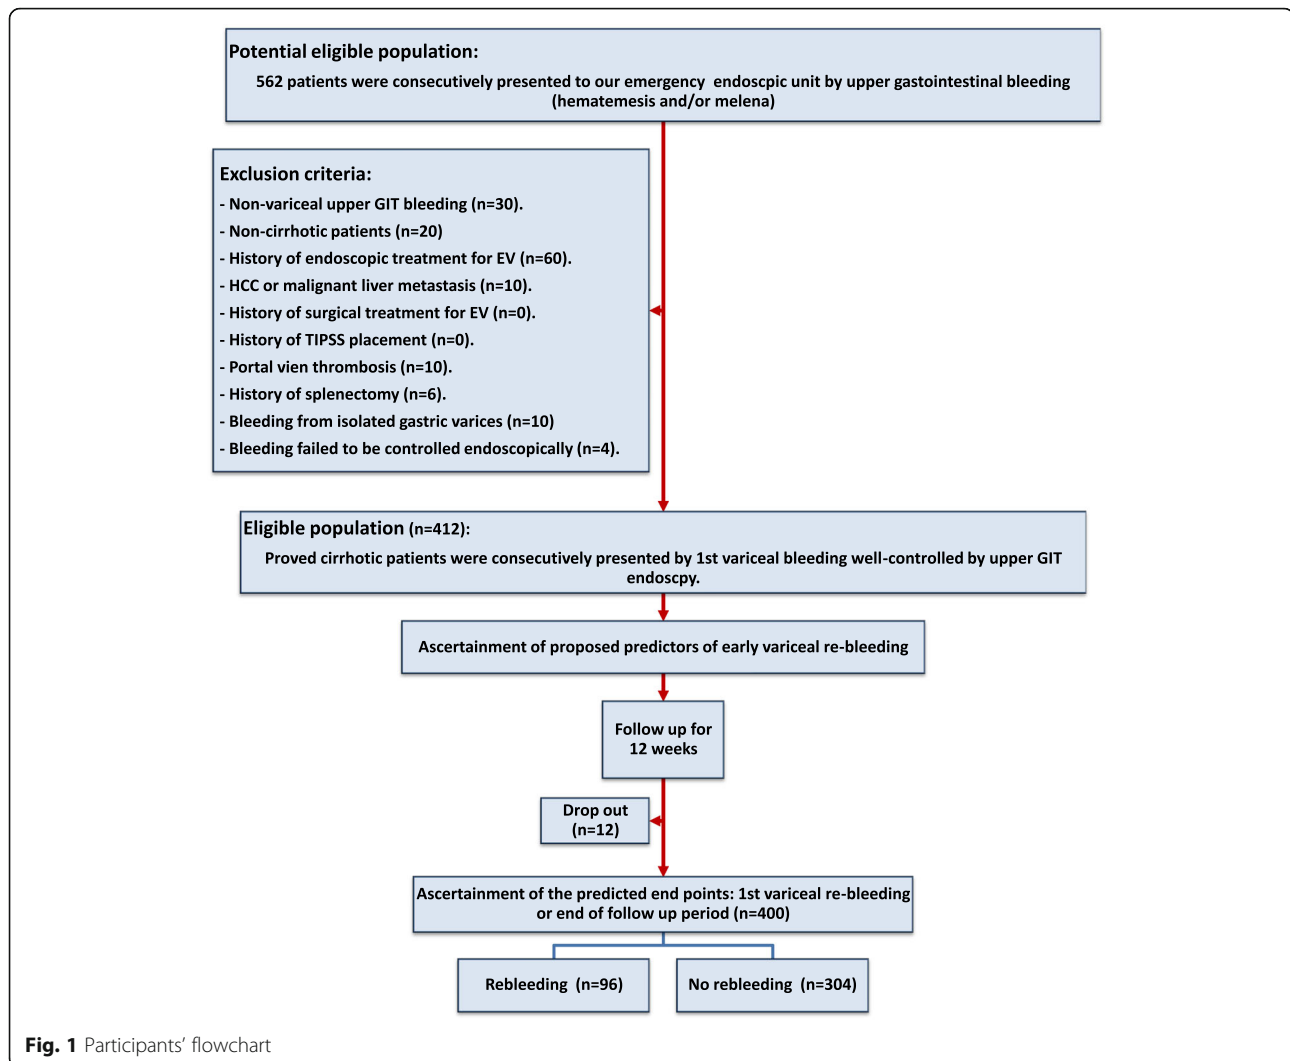 Potential eligible population:
562 patients were consecutively presented to our emergency endoscpic unit by upper gastointestinal bleeding
(hematemesis and/or melena)
Exclusion criteria:
- Non-variceal upper GIT bleeding (n=30).
- Non-cirrhotic patients (n=20)
- History of endoscopic treatment for EV (n=60).
- HCC or malignant liver metastasis (n=10).
- History of surgical treatment for EV (n=0).
- History of TIPSS placement (n=0).
- Portal vien thrombosis (n=10).
- History of splenectomy (n=6).
- Bleeding from isolated gastric varices (n=10)
- Bleeding failed to be controlled endoscopically (n=4).
Eligible population (n=412):
Proved cirrhotic patients were consecutively presented by 1st variceal bleeding well-controlled by upper GIT
endoscpy.
Ascertainment of proposed predictors of early variceal re-bleeding
Follow up for
12 weeks
Drop out
(n=12)
Ascertainment of the predicted end points: 1st variceal re-bleeding
or end of follow up period (n=400)
Rebleeding (n=96)
No rebleeding (n=304)
Fig. 1 Participants' flowchart